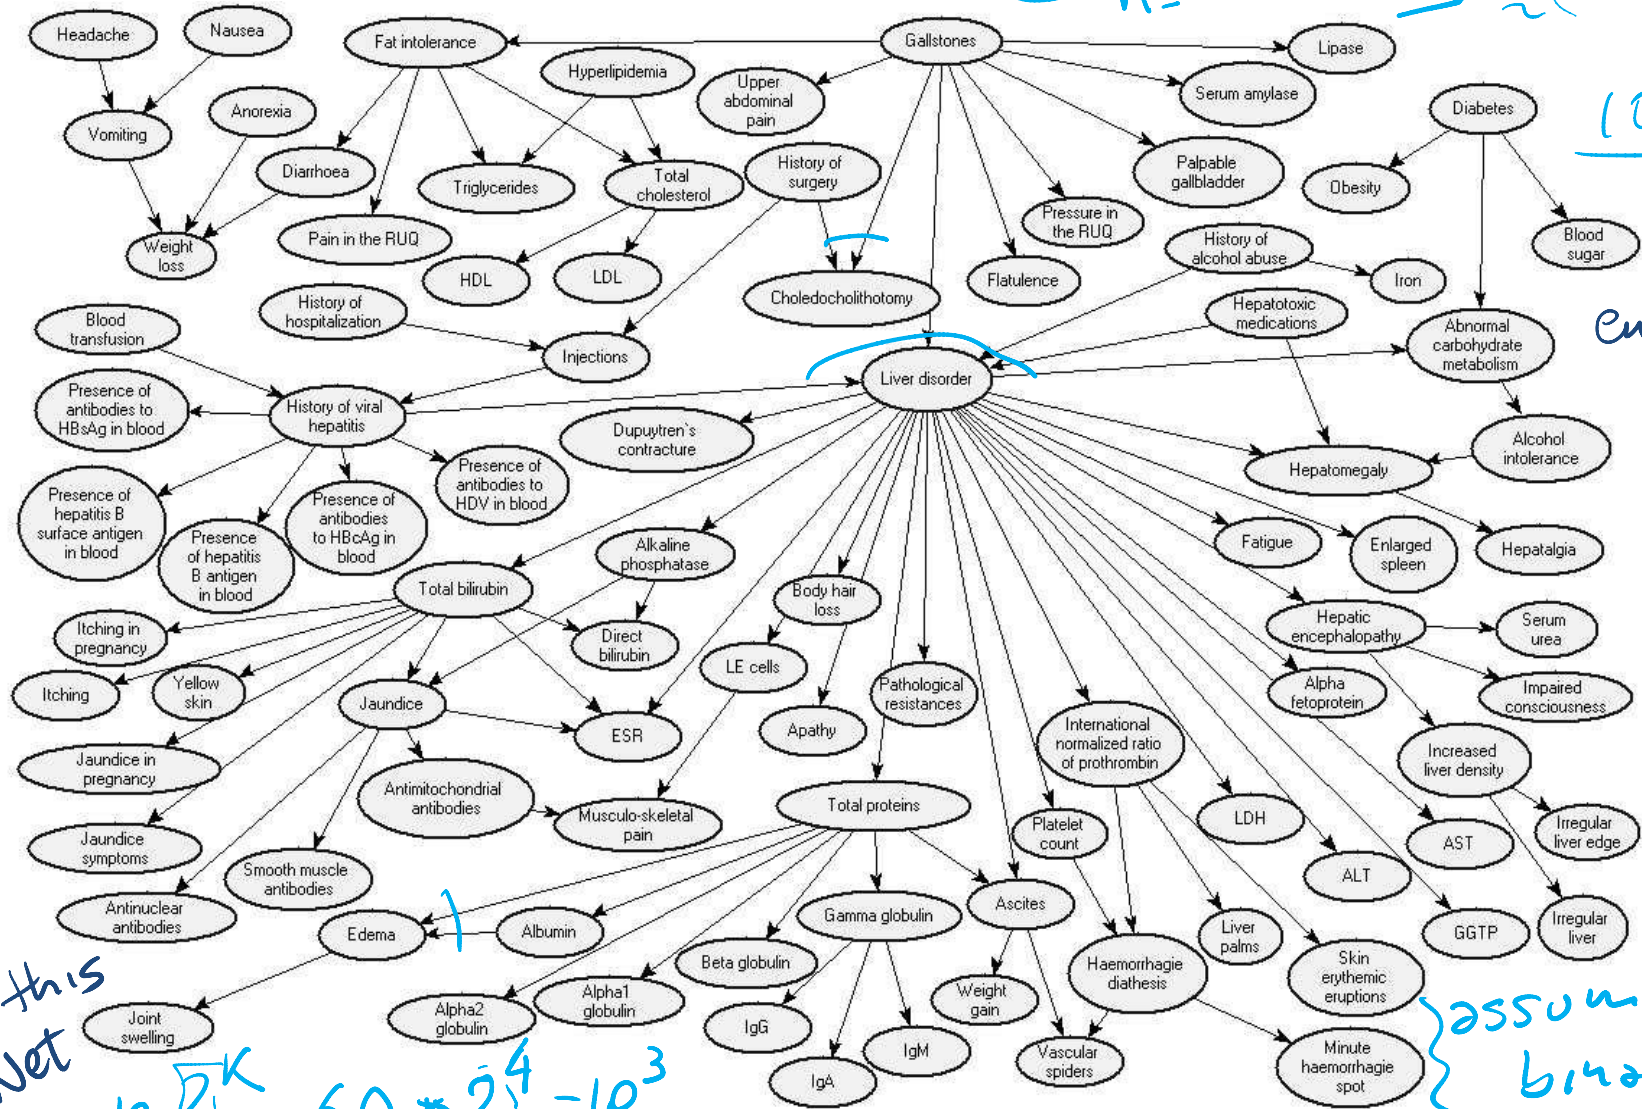 Headache
Nausea
Fat intolerance
Gallstones
Lipase
Hyperlipidemia
Upper
abdominal
pain
Serum amylase
Diabetes
Anorexia
Vomiting
Diarrhoea
Triglycerides
Total
cholesterol
History of
surgery
Palpable
gallbladder
Obesity
Pressure in
the RUQ
Blood
sugar
Weight
loss
Pain in the RUQ
HDL
LDL
Choledocholithotomy
Flatulence
History of
alcohol abuse
Iron
History of
hospitalization
Hepatotoxic
medications
Abnormal
carbohydrate
metabolism
Blood
transfusion
Injections
Liver disorder
Presence of
antibodies to
HBsAg in blood
History of viral
hepatitis
Dupuytren`s
contracture
Alcohol
intolerance
Hepatomegaly
Presence of
antibodies to
HDV in blood
Presence of
hepatitis B
surface antigen
in blood
Presence
of hepatitis
B antigen
in blood
Presence of
antibodies
to HBcAg in
blood
Alkaline
phosphatase
Fatigue
Enlarged
spleen
Hepatalgia
Total bilirubin
Body hair
loss
Itching in
pregnancy
Direct
bilirubin
Hepatic
encephalopathy
Serum
urea
LE cells
Itching
Yellow
skin
Jaundice
Pathological
resistances
Alpha
fetoprotein
Impaired
consciousness
ESR
Apathy
International
normalized ratio
of prothrombin
Increased
liver density
Jaundice in
pregnancy
Antimitochondrial
antibodies
Total proteins
Musculo-skeletal
pain
Platelet
count
LDH
AST
Irregular
liver edge
Jaundice
symptoms
Smooth muscle
antibodies
ALT
Antinuclear
antibodies
Edema
Albumin
Gamma globulin
Ascites
Liver
palms
GGTP
Irregular
liver
Beta globulin
Haemorrhagie
diathesis
Skin
erythemic
eruptions
this
Net
Joint
swelling
Alpha2
globulin
Alpha1
globulin
IgG
Weight
gain
IgM
IgA
Vascular
spiders
Minute
haemorrhagie
spot
assum
bina
60 * 2^4 - 10^3